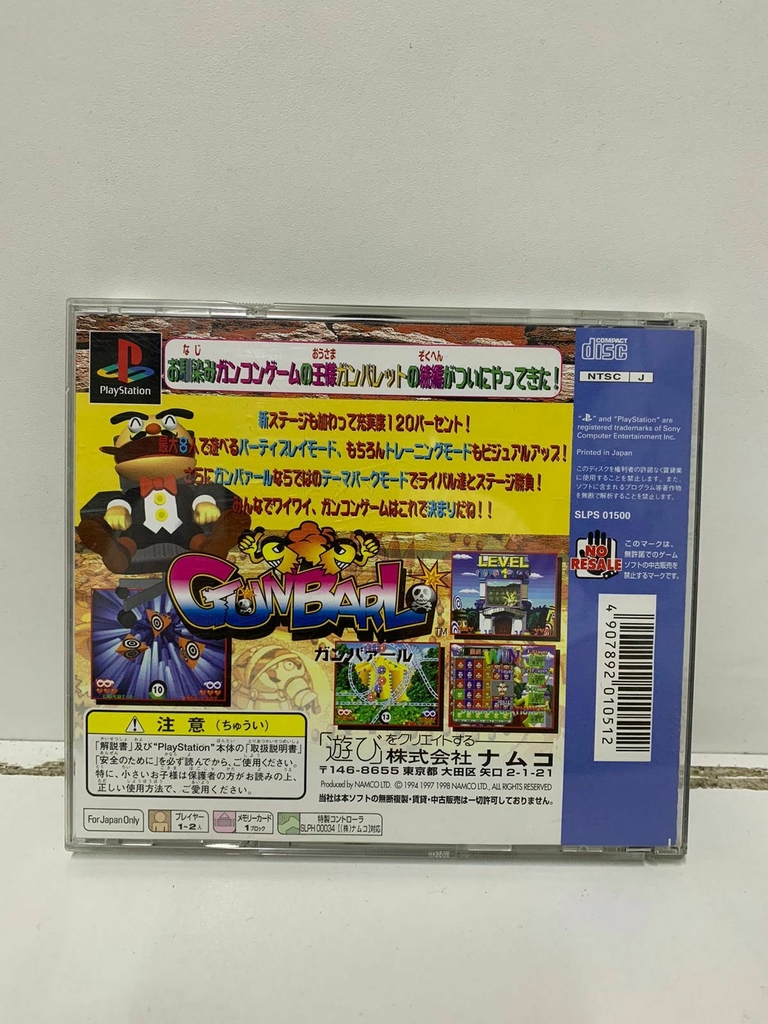 PlayStation
な じ
おうさま
ぞくへん
お馴染みガンコンゲームの王様ガンバレットの続編がついにやってきた!
新ステージも加わって充実度120パーセント!
最大8人で遊べるパーティプレイモード、もちろんトレーニングモードもビジュアルアップ!
さらにガンバァールならではのテーマパークモードでライバル達とステージ勝負!
みんなでワイワイ、ガンコンゲームはこれで決まりだね!!
GUNBARL
TM
ガンバァール
LEVEL
10
13
WIN
注 意 (ちゅうい)
「解説書」及び"PlayStation"本体の「取扱説明書」
「安全のために」を必ず読んでから、ご使用ください。
特に、小さいお子様は保護者の方がお読みの上、
正しい使用方法で、ご愛用ください。
「遊び」をクリエイトする
株式会社 ナムコ
〒146-8655 東京都 大田区 矢口 2-1-21
Produced by NAMCO LTD. © 1994 1997 1998 NAMCO LTD., ALL RIGHTS RESERVED
当社は本ソフトの無断複製・賃貸・中古販売は一切許可しておりません。
For Japan Only
プレイヤー
1~2人
メモリーカード
1ブロック
特製コントローラ
SLPH 00034 [(株)ナムコ]対応
COMPACT
disc
NTSC J
"PS" and "PlayStation" are
registered trademarks of Sony
Computer Entertainment Inc.
Printed in Japan
このディスクを権利者の許諾なく賃貸業
に使用することを禁止します。また、
ソフトに含まれるプログラム等著作物
を無断で解析することを禁止します。
SLPS 01500
NO
RESALE
このマークは、
無許諾でのゲーム
ソフトの中古販売を
禁止するマークです。
4 907892 010512